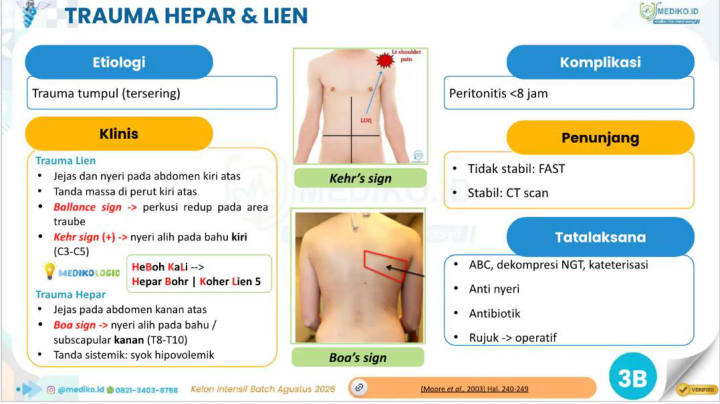 TRAUMA HEPAR & LIEN
MEDIKO.ID
Etiologi
Trauma tumpul (tersering)
Klinis
Trauma Lien
• Jejas dan nyeri pada abdomen kiri atas
• Tanda massa di perut kiri atas
• Ballance sign -> perkusi redup pada area
traube
• Kehr sign (+) -> nyeri alih pada bahu kiri
(C3-C5)
MEDIKOLOGIC
HeBoh KaLi -->
Hepar Bohr | Koher Lien 5
Trauma Hepar
• Jejas pada abdomen kanan atas
• Boa sign -> nyeri alih pada bahu /
subscapular kanan (T8-T10)
• Tanda sistemik: syok hipovolemik
Lt shoulder
pain
LUQ
Kehr's sign
Boa's sign
Komplikasi
Peritonitis <8 jam
Penunjang
• Tidak stabil: FAST
• Stabil: CT scan
Tatalaksana
• ABC, dekompresi NGT, kateterisasi
• Anti nyeri
• Antibiotik
• Rujuk -> operatif
3B
@mediko.id 0821-3403-8758
Kelon Intensif Batch Agustus 2026
(Moore et al., 2003) Hal. 240-249
VERIFIED